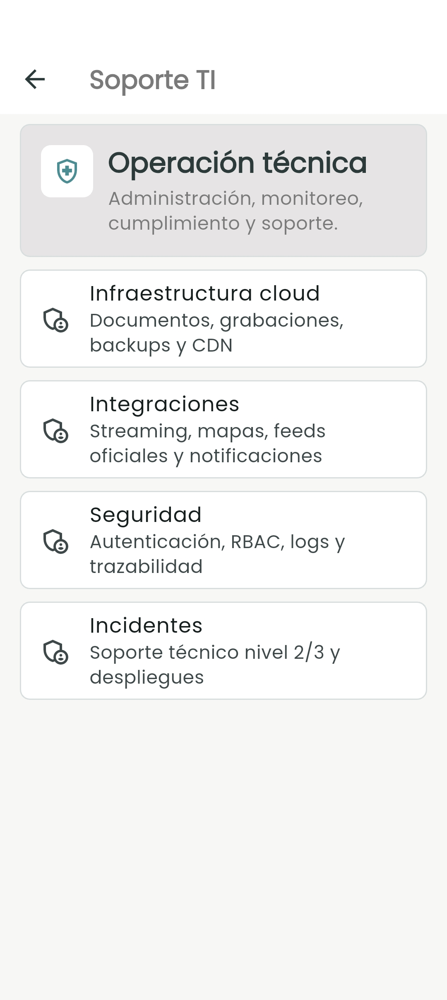 Soporte TI
Operación técnica
Administración, monitoreo,
cumplimiento y soporte.
Infraestructura cloud
Documentos, grabaciones,
backups y CDN
Integraciones
Streaming, mapas, feeds
oficiales y notificaciones
Seguridad
Autenticación, RBAC, logs y
trazabilidad
Incidentes
Soporte técnico nivel 2/3 y
despliegues